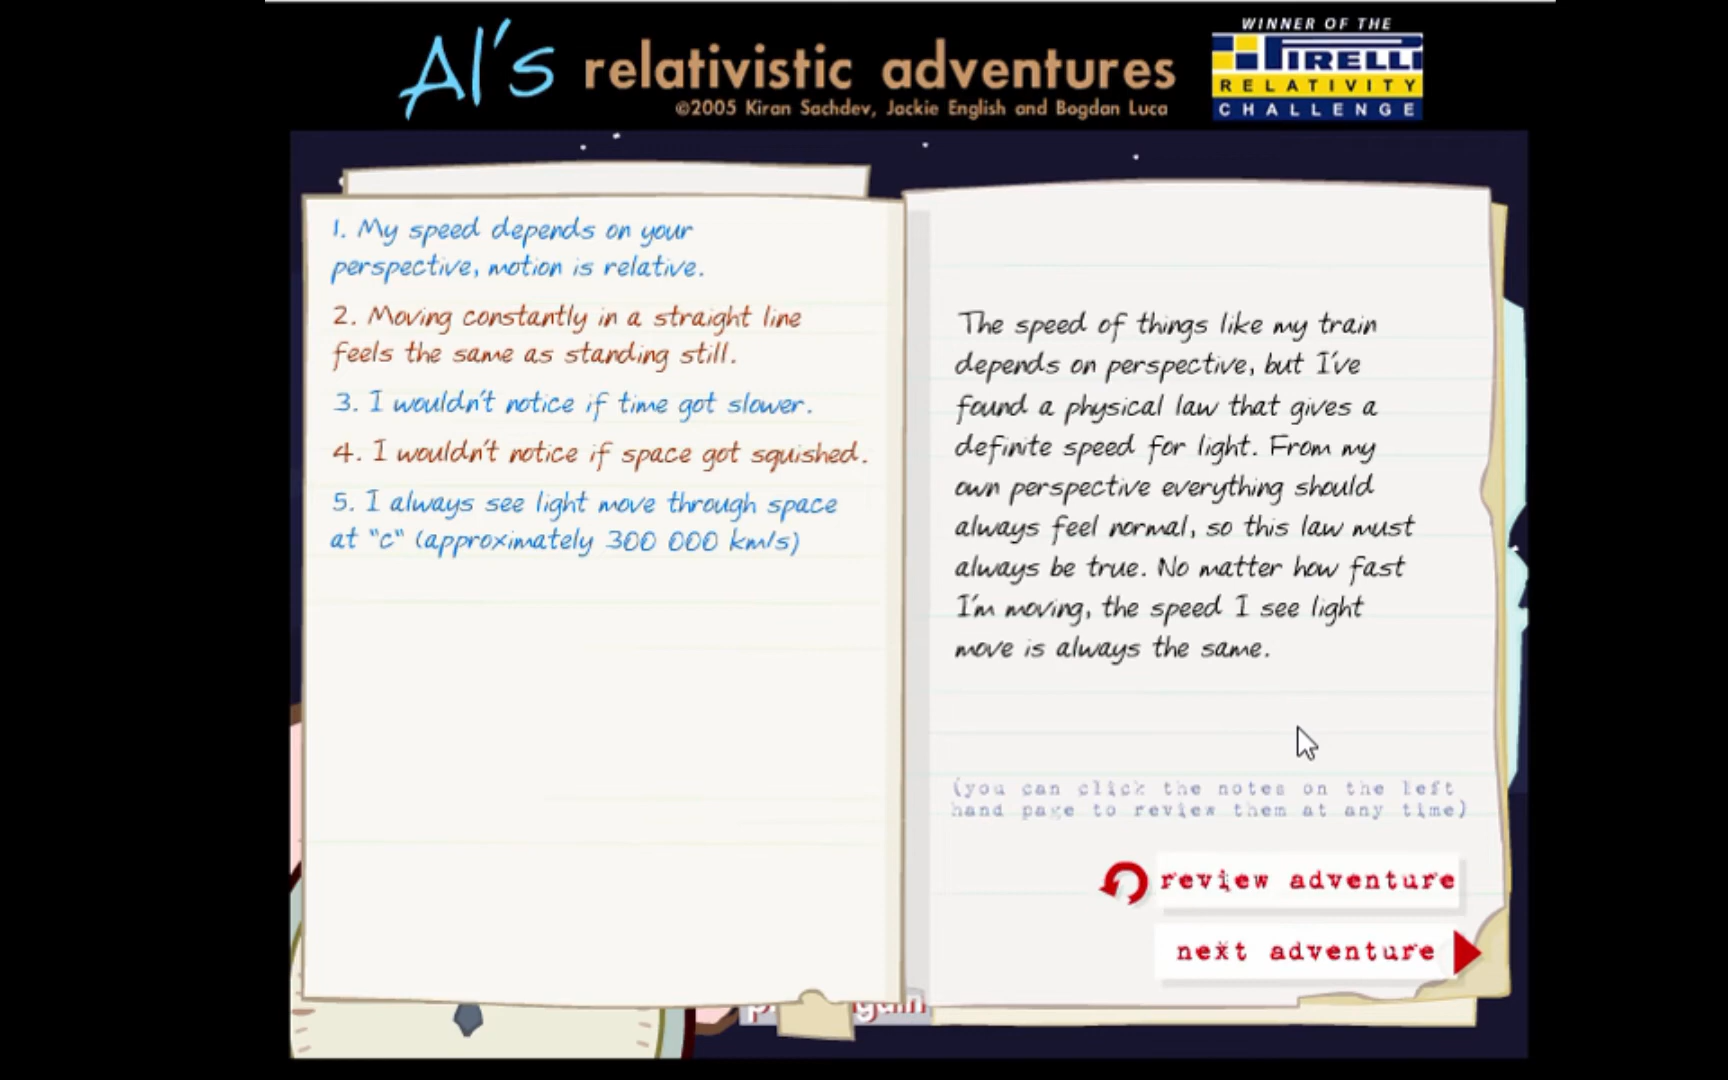 Al's relativistic adventures
©2005 Kiran Sachdev, Jackie English and Bogdan Luca
WINNER OF THE
PIRELLI
RELATIVITY
CHALLENGE
1. My speed depends on your
perspective, motion is relative.
2. Moving constantly in a straight line
feels the same as standing still.
3. I wouldn't notice if time got slower.
4. I wouldn't notice if space got squished.
5. I always see light move through space
at "c" (approximately 300 000 km/s)
The speed of things like my train
depends on perspective, but I've
found a physical law that gives a
definite speed for light. From my
own perspective everything should
always feel normal, so this law must
always be true. No matter how fast
I'm moving, the speed I see light
move is always the same.
(you can click the notes on the left
hand page to review them at any time)
review adventure
next adventure